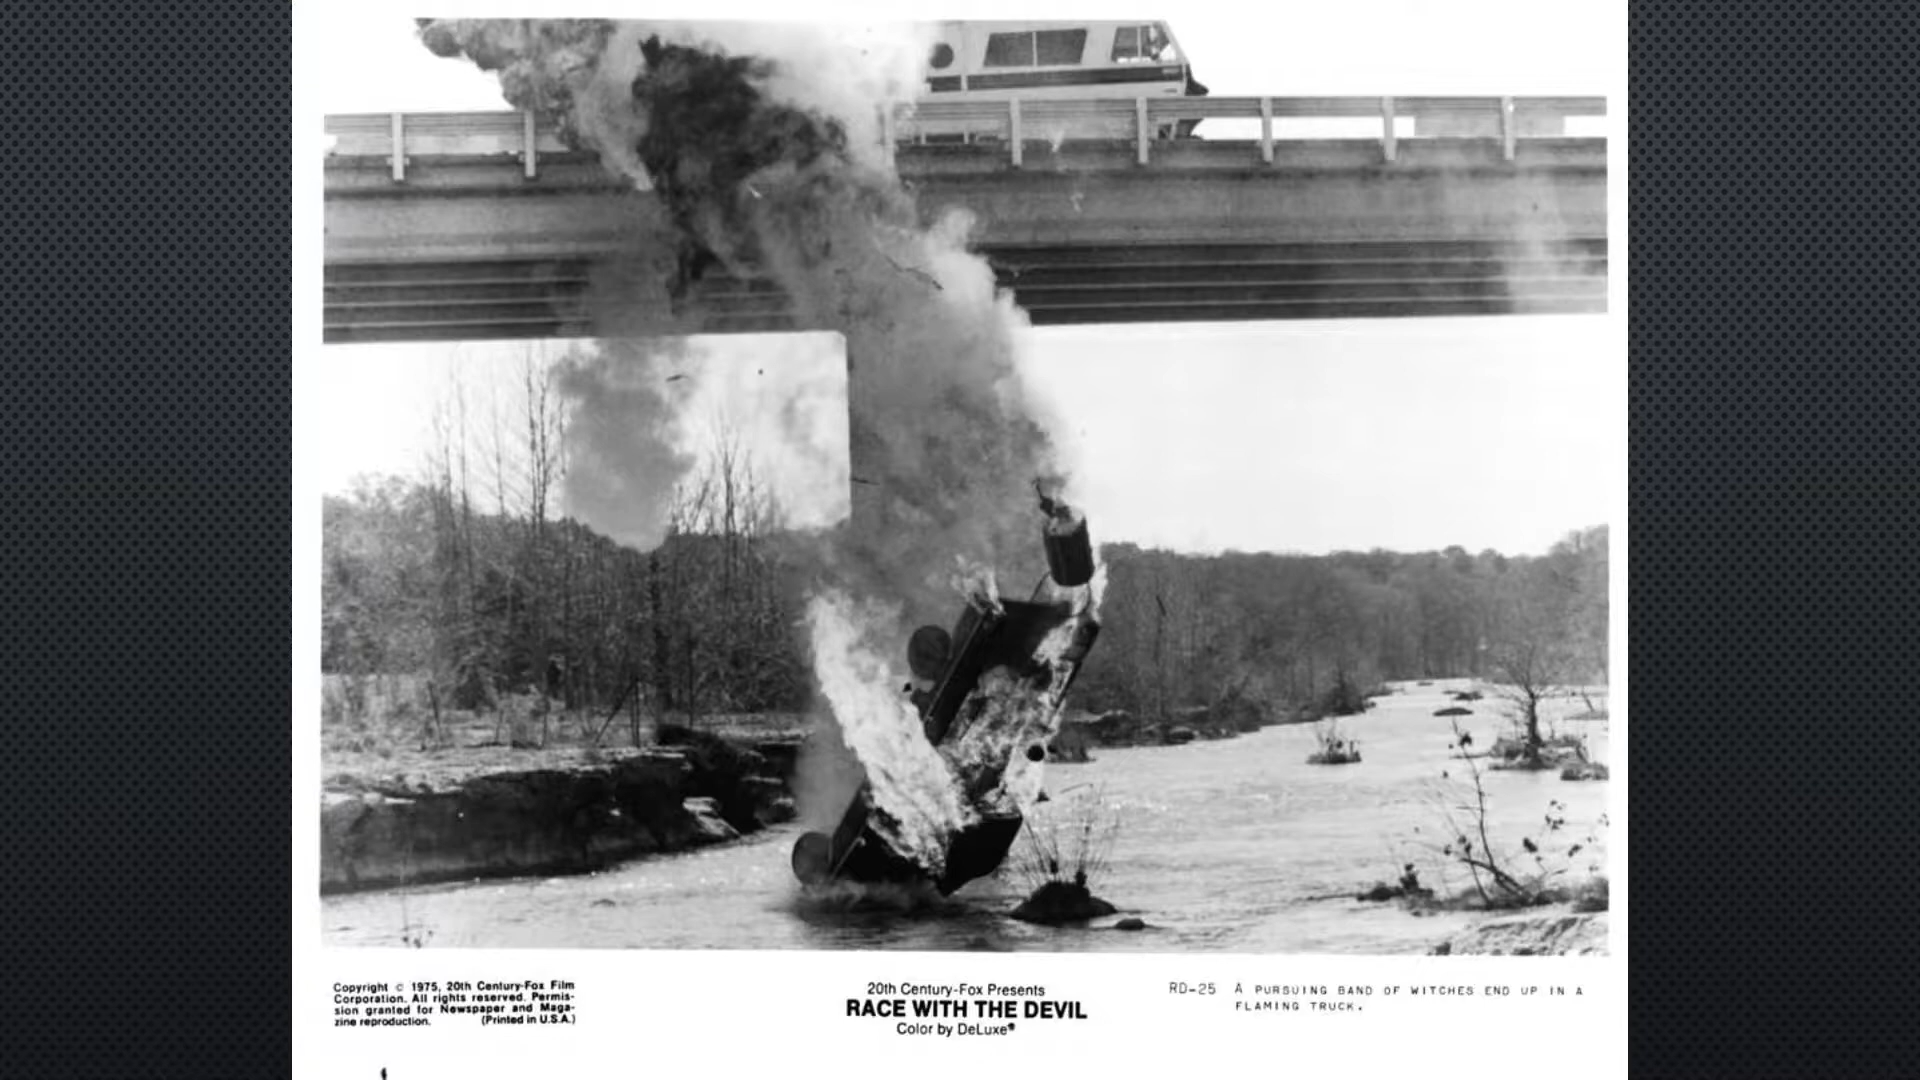 Copyright © 1975, 20th Century-Fox Film
Corporation. All rights reserved. Permis-
sion granted for Newspaper and Maga-
zine reproduction. (Printed in U.S.A.)
20th Century-Fox Presents
RACE WITH THE DEVIL
Color by DeLuxe®
RD-25 A PURSUING BAND OF WITCHES END UP IN A
FLAMING TRUCK.